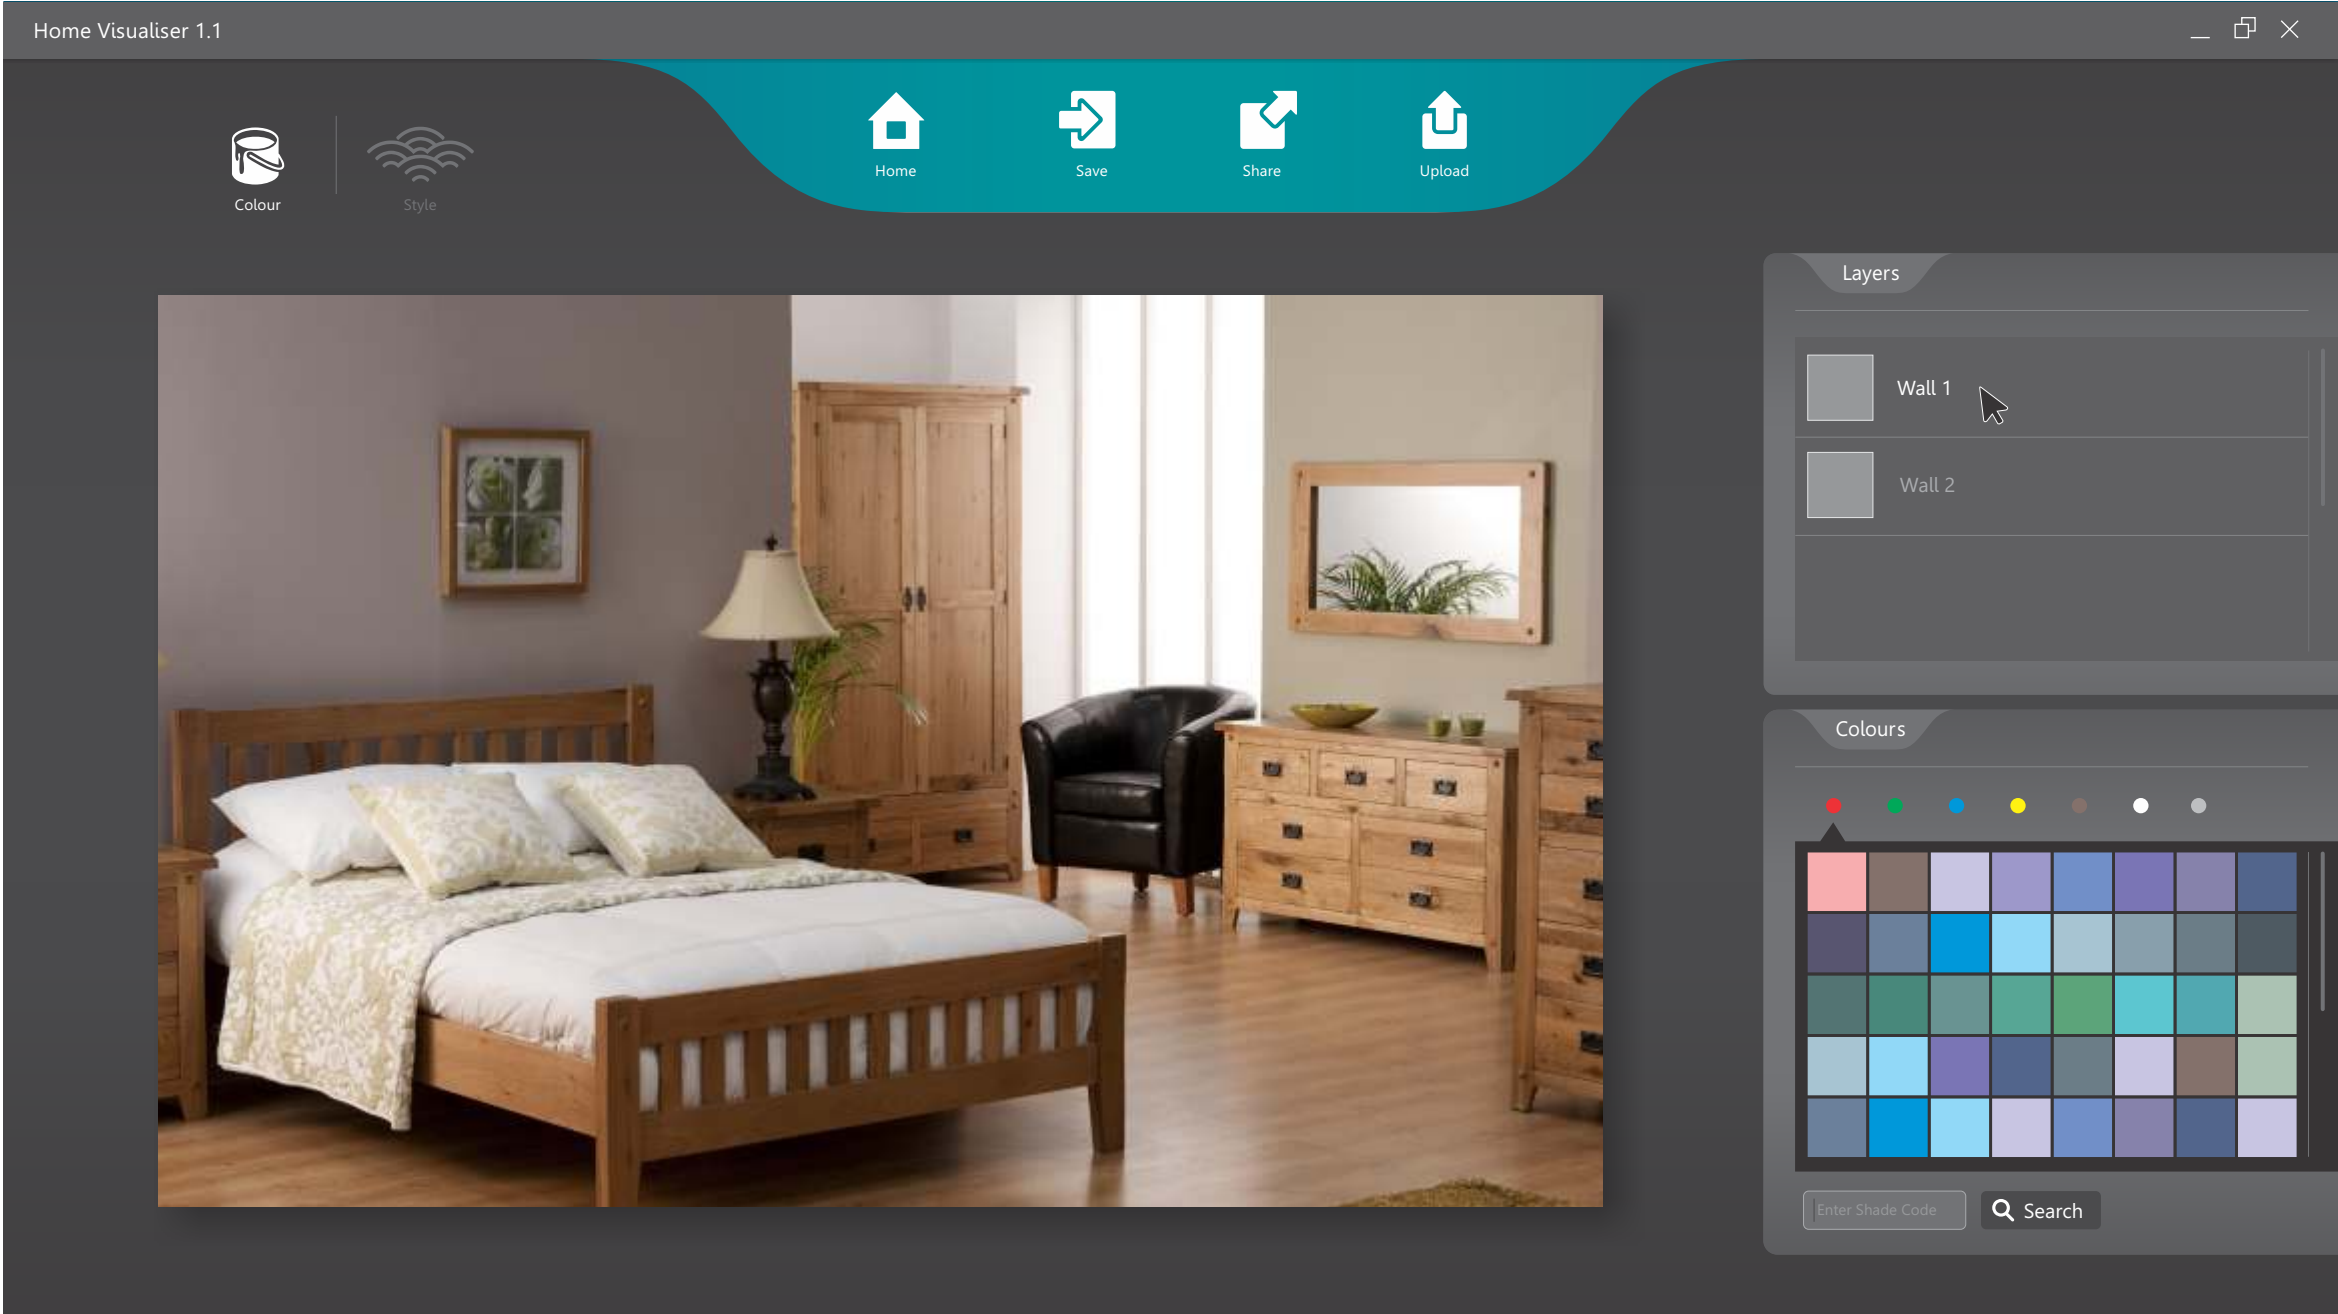 Home Visualiser 1.1
Home
Save
Share
Upload
Colour
Style
Layers
Wall 1
Wall 2
Colours
Enter Shade Code
Search